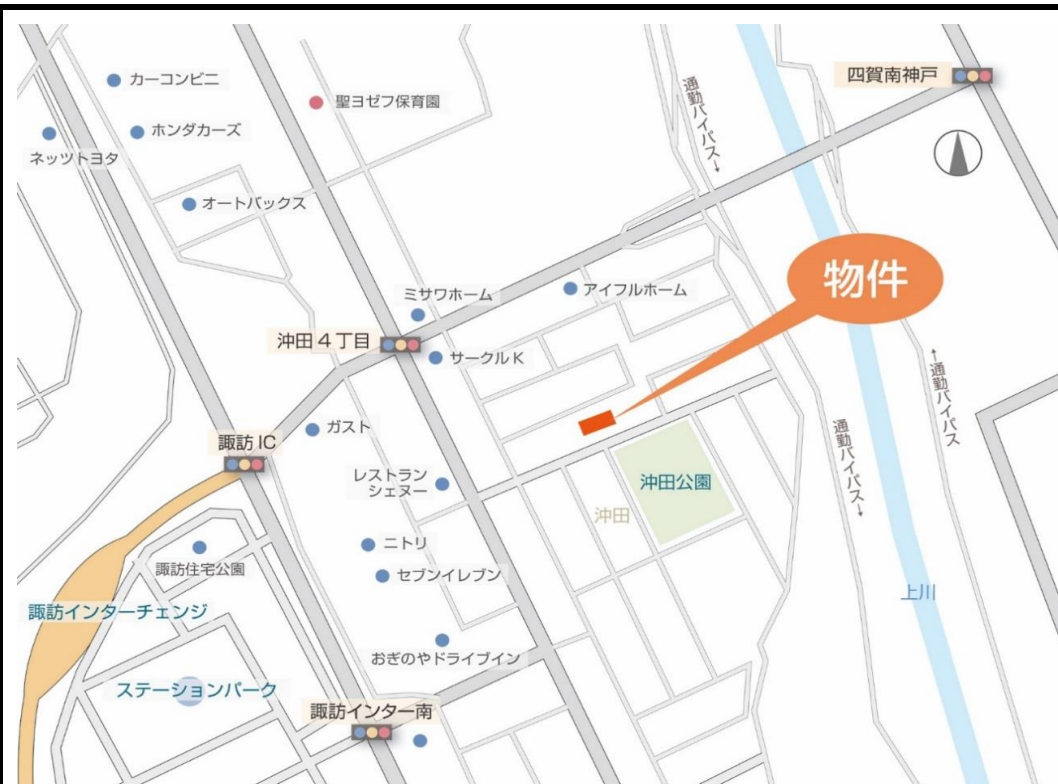 カーコンビニ
ホンダカーズ
ネッツトヨタ
聖ヨゼフ保育園
オートバックス
四賀南神戸
通勤バイパス→
物件
ミサワホーム
アイフルホーム
沖田4丁目
サークルK
←通勤バイパス
通勤バイパス→
ガスト
諏訪IC
レストラン
シェヌー
沖田公園
沖田
ニトリ
セブンイレブン
諏訪住宅公園
上川
諏訪インターチェンジ
おぎのやドライブイン
ステーションパーク
諏訪インター南